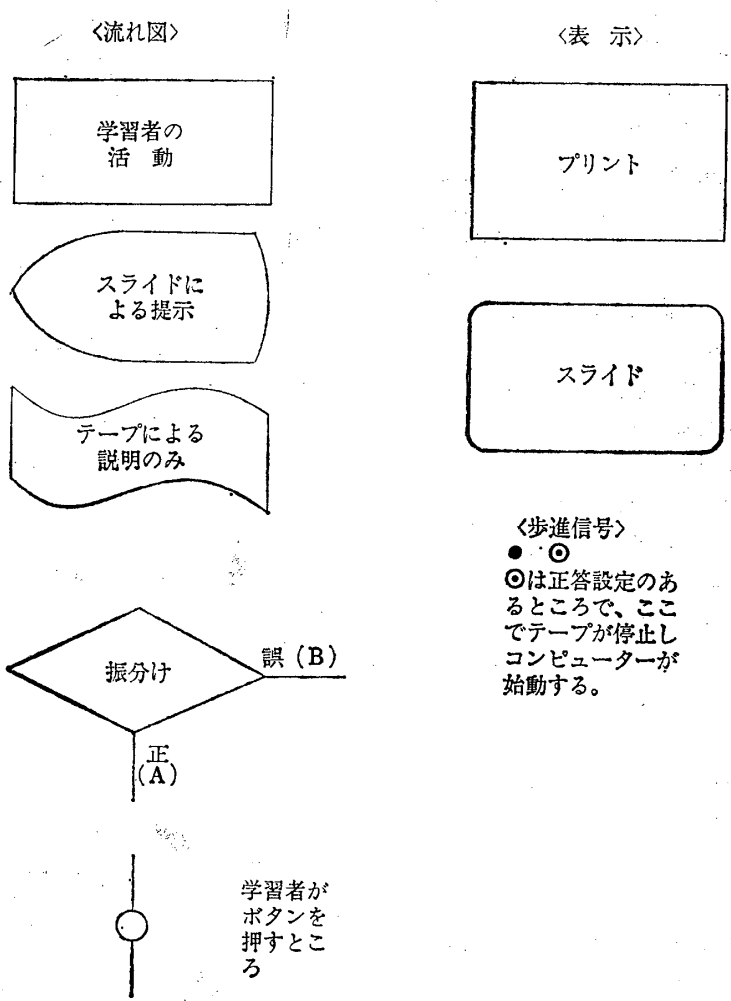 〈流れ図〉
学習者の
活 動
スライドに
よる提示
テープによる
説明のみ
振分け
誤（B）
正
（A）
学習者が
ボタンを
押すとこ
ろ
〈表 示〉
プリント
スライド
〈歩進信号〉
● ◉
◉は正答設定のあ
るところで、ここ
でテープが停止し
コンピューターが
始動する。